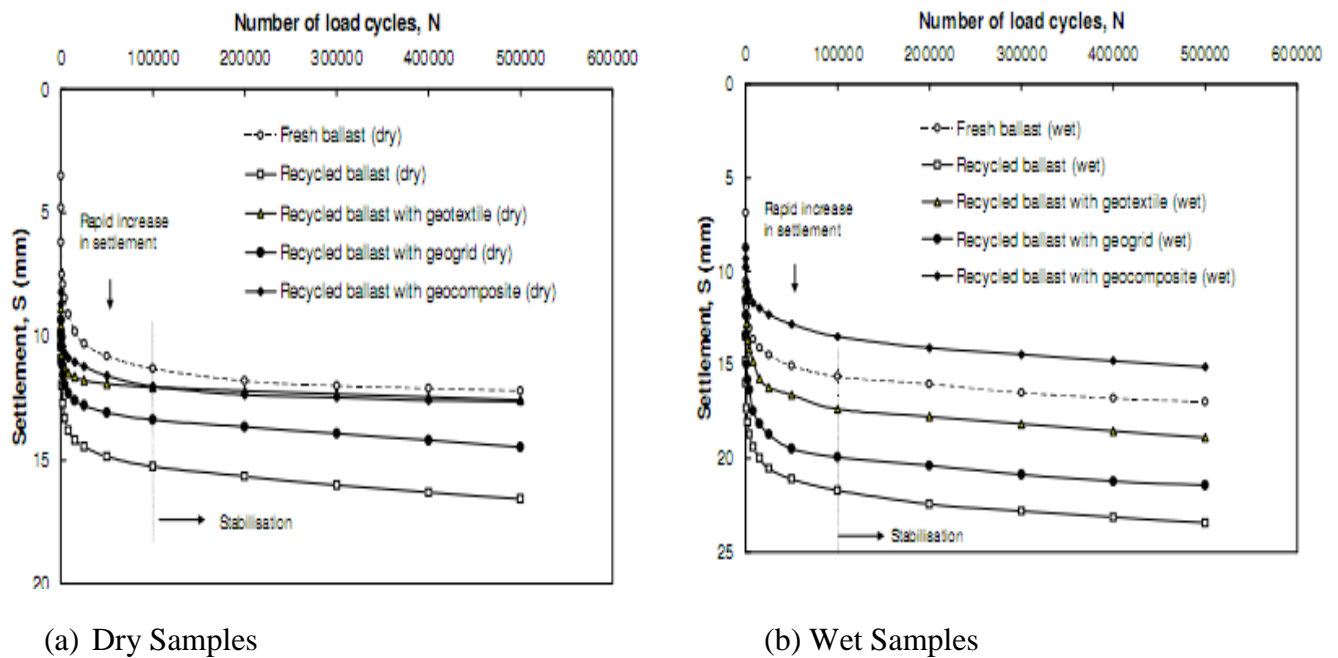 Number of load cycles, N
0 100000 200000 300000 400000 500000 600000
0
5
10
15
20
Settlement, S (mm)
Fresh ballast (dry)
Recycled ballast (dry)
Recycled ballast with geotextile (dry)
Recycled ballast with geogrid (dry)
Recycled ballast with geocomposite (dry)
Rapid increase
in settlement
Stabilisation
(a) Dry Samples
Number of load cycles, N
0 100000 200000 300000 400000 500000 600000
0
5
10
15
20
25
Settlement, S (mm)
Fresh ballast (wet)
Recycled ballast (wet)
Recycled ballast with geotextile (wet)
Recycled ballast with geogrid (wet)
Recycled ballast with geocomposite (wet)
Rapid increase
in settlement
Stabilisation
(b) Wet Samples